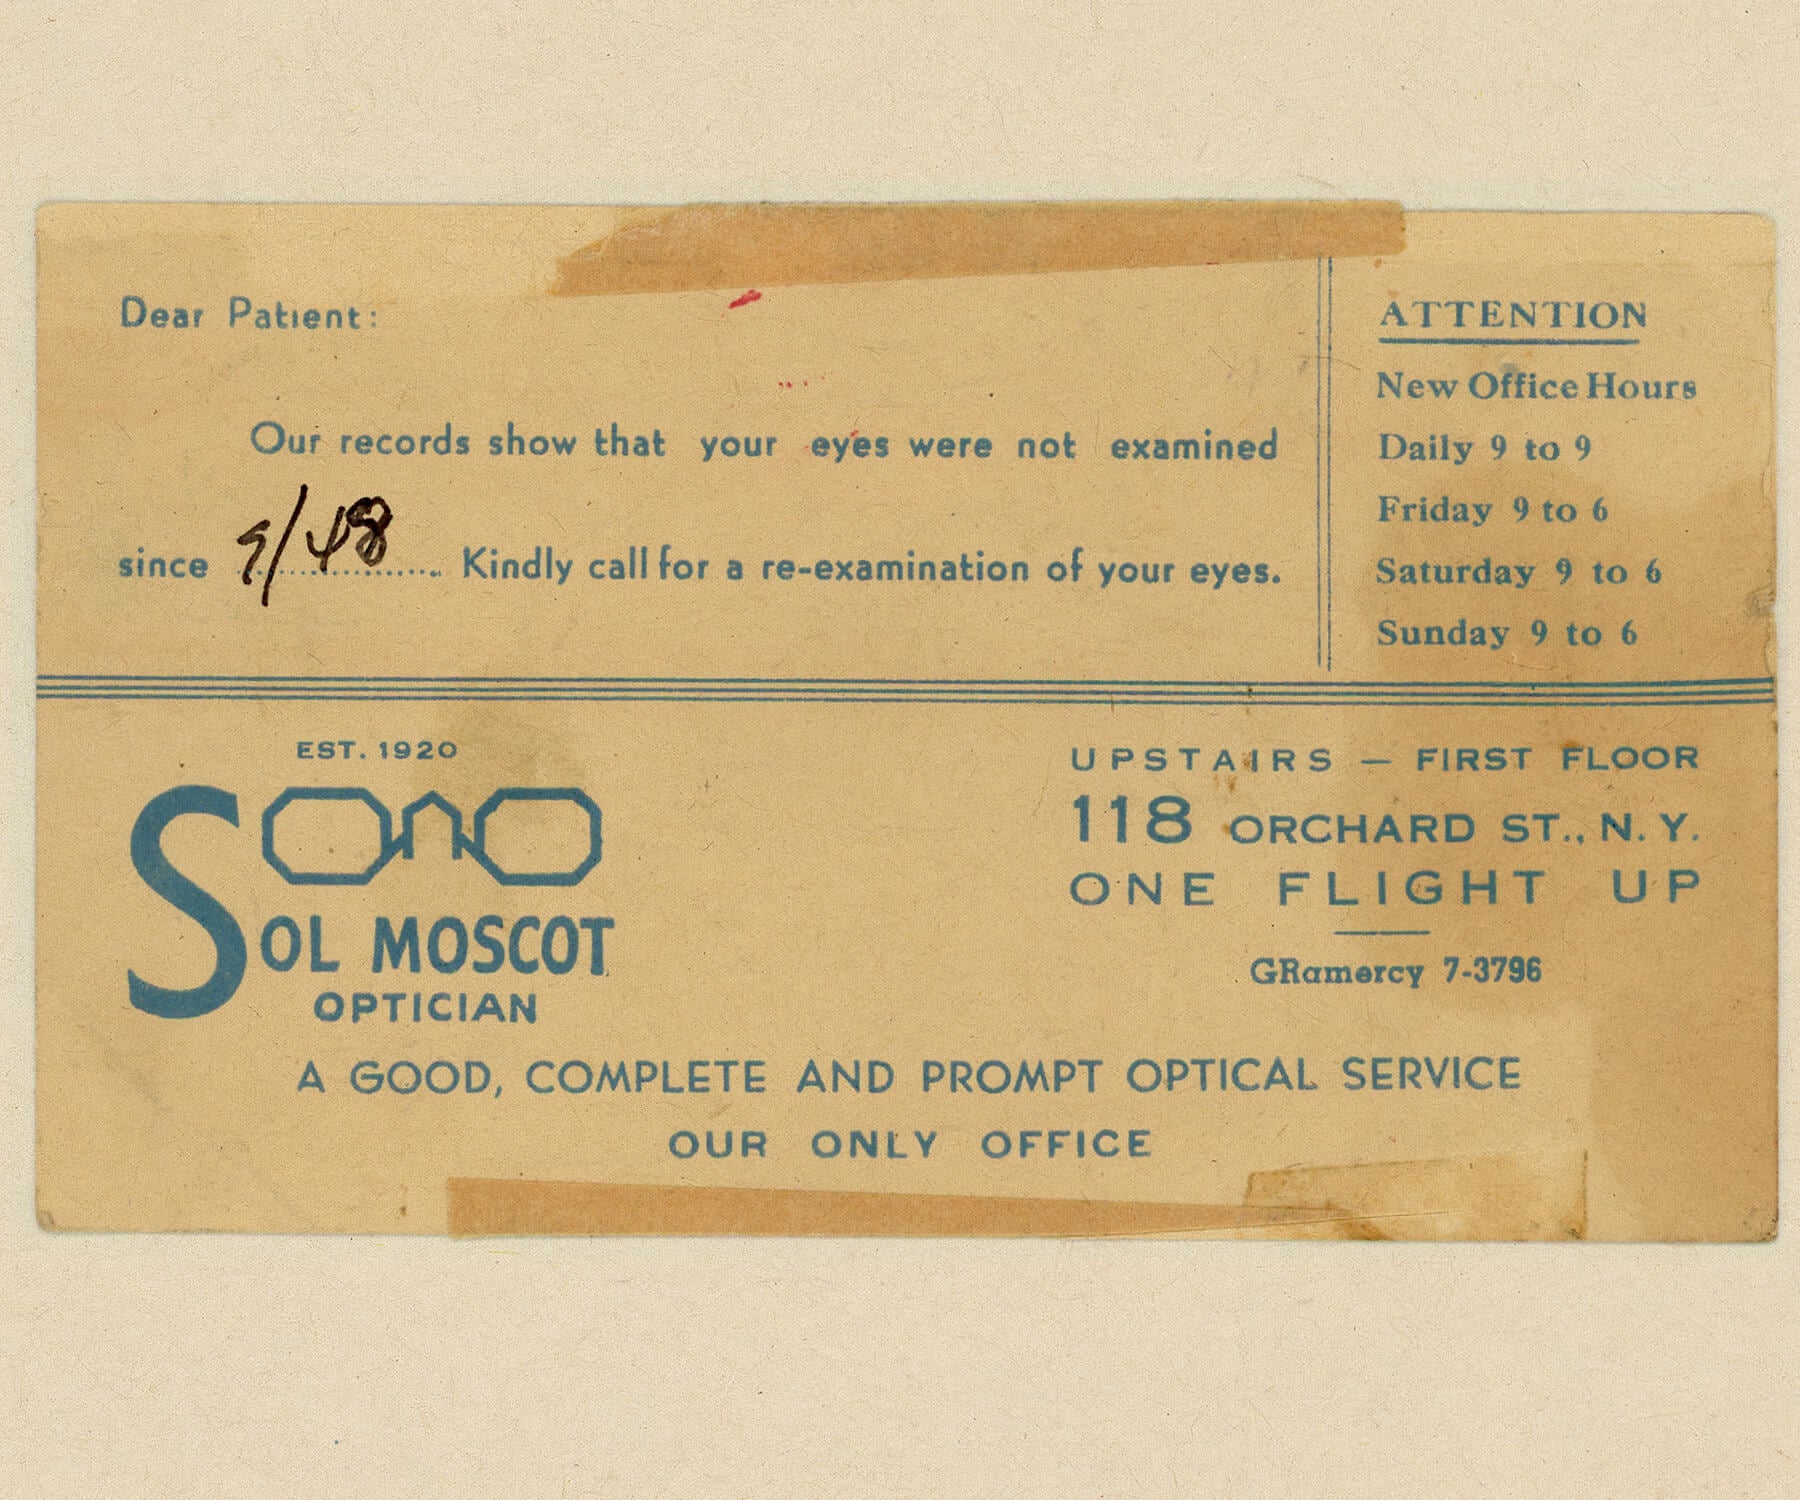 Dear Patient:
Our records show that your eyes were not examined
since 9/48 Kindly call for a re-examination of your eyes.
ATTENTION
New Office Hours
Daily 9 to 9
Friday 9 to 6
Saturday 9 to 6
Sunday 9 to 6
EST. 1920
SOL MOSCOT
OPTICIAN
UPSTAIRS — FIRST FLOOR
118 ORCHARD ST., N. Y.
ONE FLIGHT UP
GRamercy 7-3796
A GOOD, COMPLETE AND PROMPT OPTICAL SERVICE
OUR ONLY OFFICE